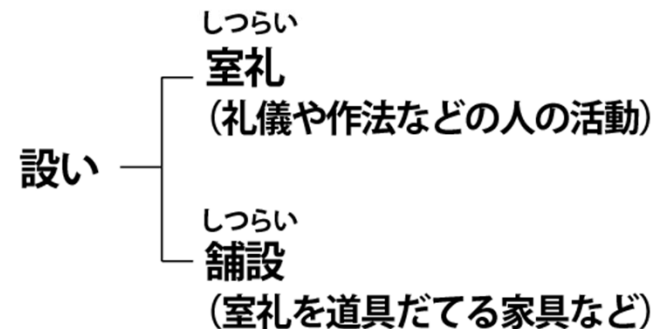 しつらい
室礼
（礼儀や作法などの人の活動）
設い
しつらい
舗設
（室礼を道具だてる家具など）